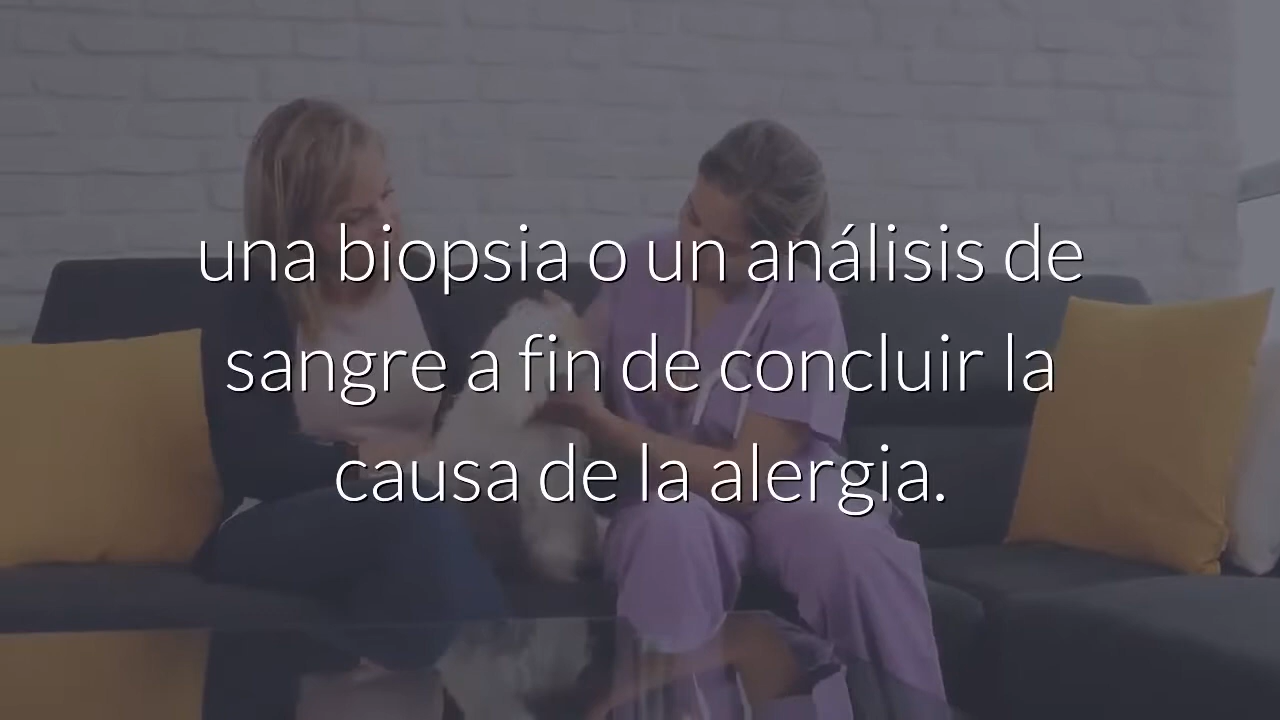 una biopsia o un análisis de
sangre a fin de concluir la
causa de la alergia.